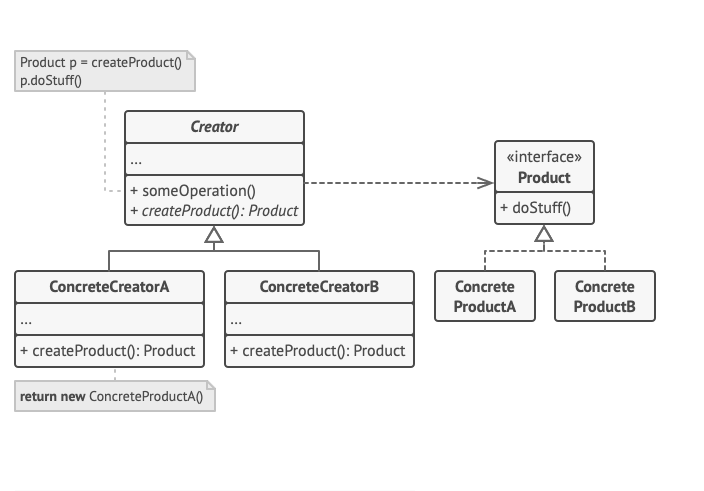 Product p = createProduct()
p.doStuff()
Creator
...
+ someOperation()
+ createProduct(): Product
«interface»
Product
+ doStuff()
ConcreteCreatorA
...
+ createProduct(): Product
ConcreteCreatorB
...
+ createProduct(): Product
Concrete
ProductA
Concrete
ProductB
return new ConcreteProductA()